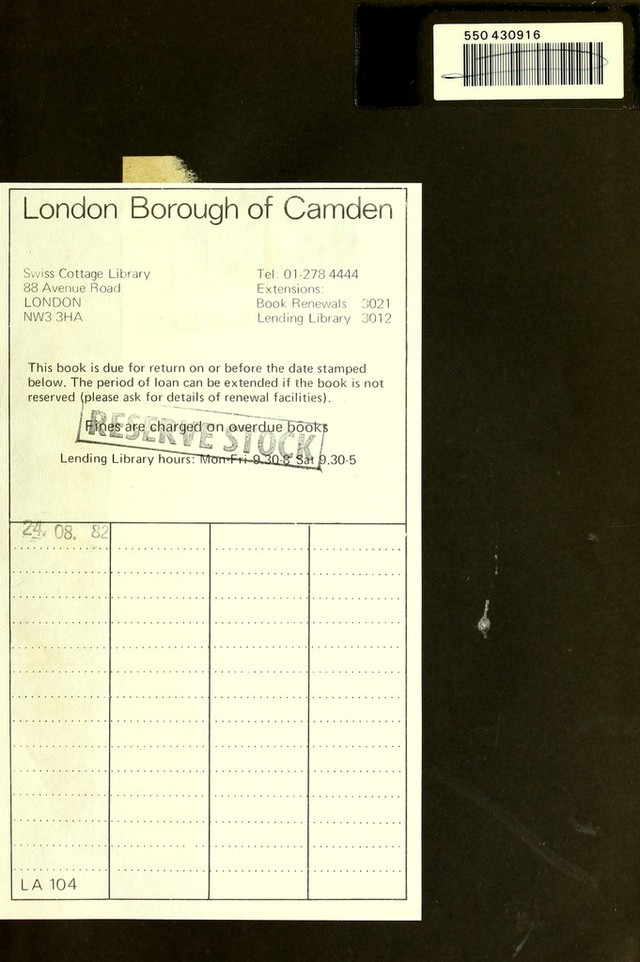 550 430916
London Borough of Camden
Swiss Cottage Library
88 Avenue Road
LONDON
NW3 3HA
Tel: 01-278 4444
Extensions:
Book Renewals 3021
Lending Library 3012
This book is due for return on or before the date stamped
below. The period of loan can be extended if the book is not
reserved (please ask for details of renewal facilities).
Fines are charged on overdue books
RESERVE STOCK
Lending Library hours: Mon-Fri 9.30-8 Sat 9.30-5
24. 08. 82
LA 104